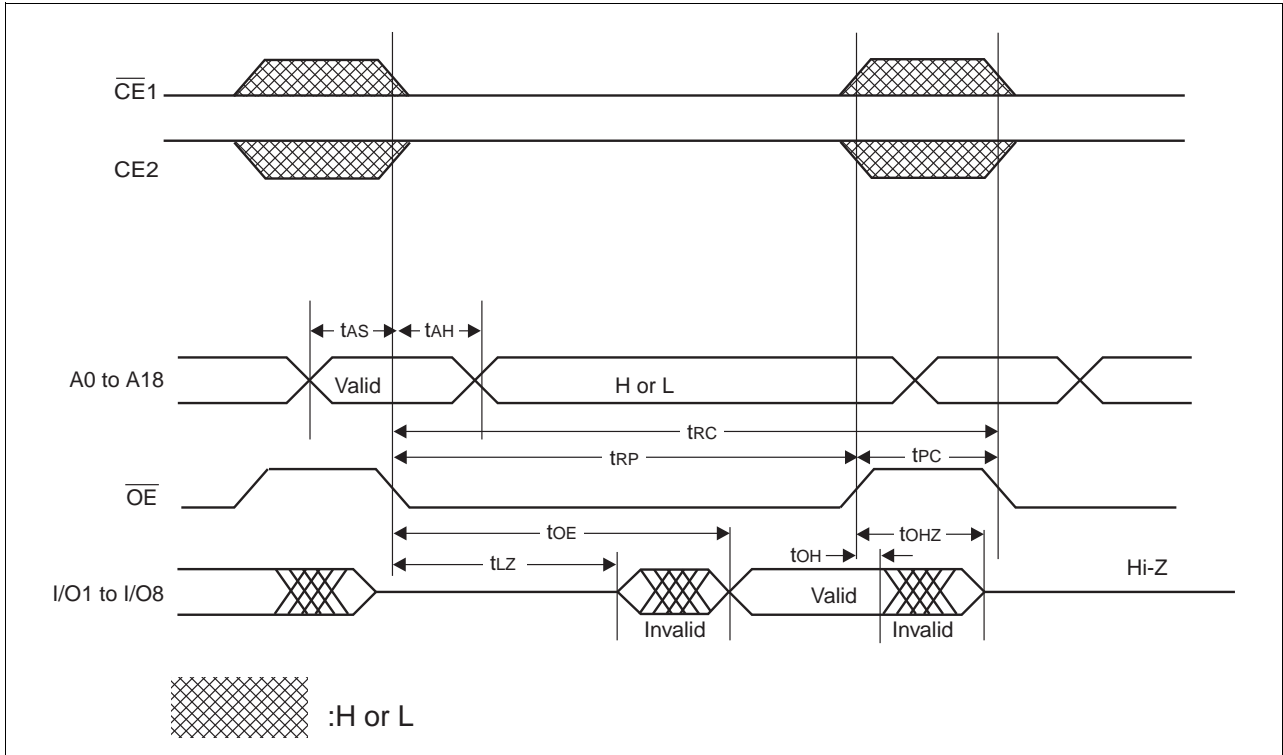 CE1
CE2
tAS
tAH
A0 to A18
Valid
H or L
tRC
tRP
tPC
OE
tOE
tOHZ
tLZ
tOH
Hi-Z
I/O1 to I/O8
Valid
Invalid
Invalid
:H or L